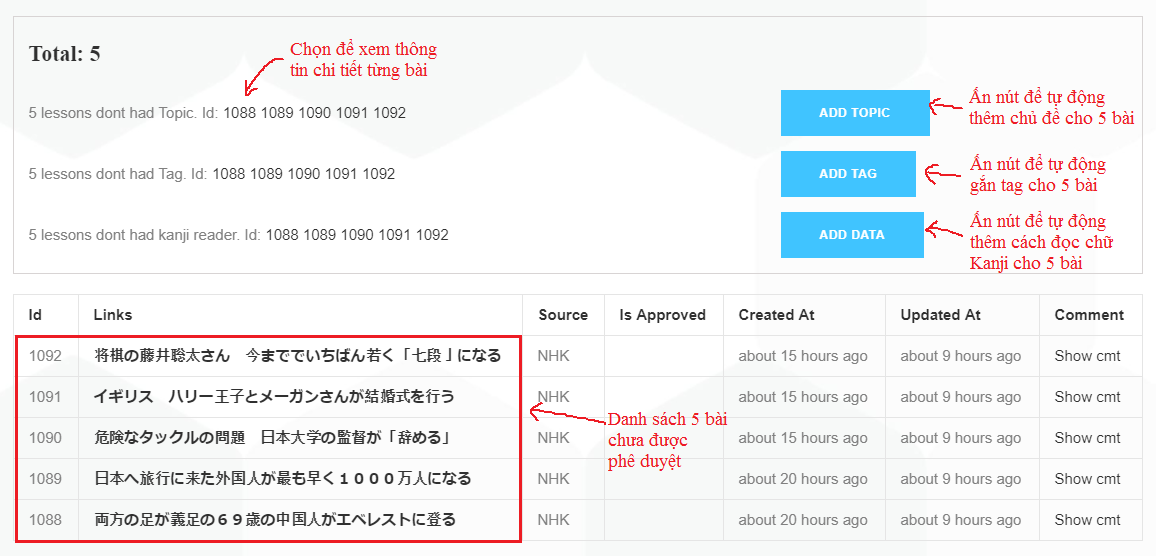 Total: 5
Chọn để xem thông
tin chi tiết từng bài
5 lessons dont had Topic. Id: 1088 1089 1090 1091 1092
ADD TOPIC
Ấn nút để tự động
thêm chủ đề cho 5 bài
5 lessons dont had Tag. Id: 1088 1089 1090 1091 1092
ADD TAG
Ấn nút để tự động
gắn tag cho 5 bài
5 lessons dont had kanji reader. Id: 1088 1089 1090 1091 1092
ADD DATA
Ấn nút để tự động
thêm cách đọc chữ
Kanji cho 5 bài
Id Links Source Is Approved Created At Updated At Comment
1092 将棋の藤井聡太さん　今まででいちばん若く「七段」になる NHK about 15 hours ago about 9 hours ago Show cmt
1091 イギリス　ハリー王子とメーガンさんが結婚式を行う NHK about 15 hours ago about 9 hours ago Show cmt
1090 危険なタックルの問題　日本大学の監督が「辞める」 NHK about 15 hours ago about 9 hours ago Show cmt
1089 日本へ旅行に来た外国人が最も早く１０００万人になる NHK about 20 hours ago about 9 hours ago Show cmt
1088 両方の足が義足の６９歳の中国人がエベレストに登る NHK about 20 hours ago about 9 hours ago Show cmt
Danh sách 5 bài
chưa được
phê duyệt